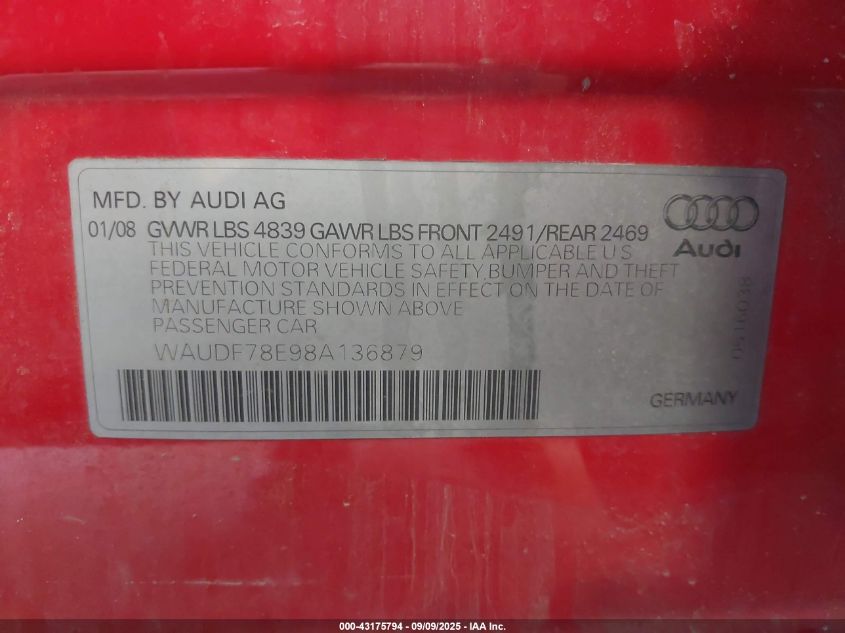 MFD. BY AUDI AG
01/08 GVWR LBS 4839 GAWR LBS FRONT 2491/REAR 2469
THIS VEHICLE CONFORMS TO ALL APPLICABLE U S
FEDERAL MOTOR VEHICLE SAFETY, BUMPER AND THEFT
PREVENTION STANDARDS IN EFFECT ON THE DATE OF
MANUFACTURE SHOWN ABOVE
PASSENGER CAR
WAUDF78E98A136879
Audi
GERMANY
000-43175794 - 09/09/2025 - IAA Inc.